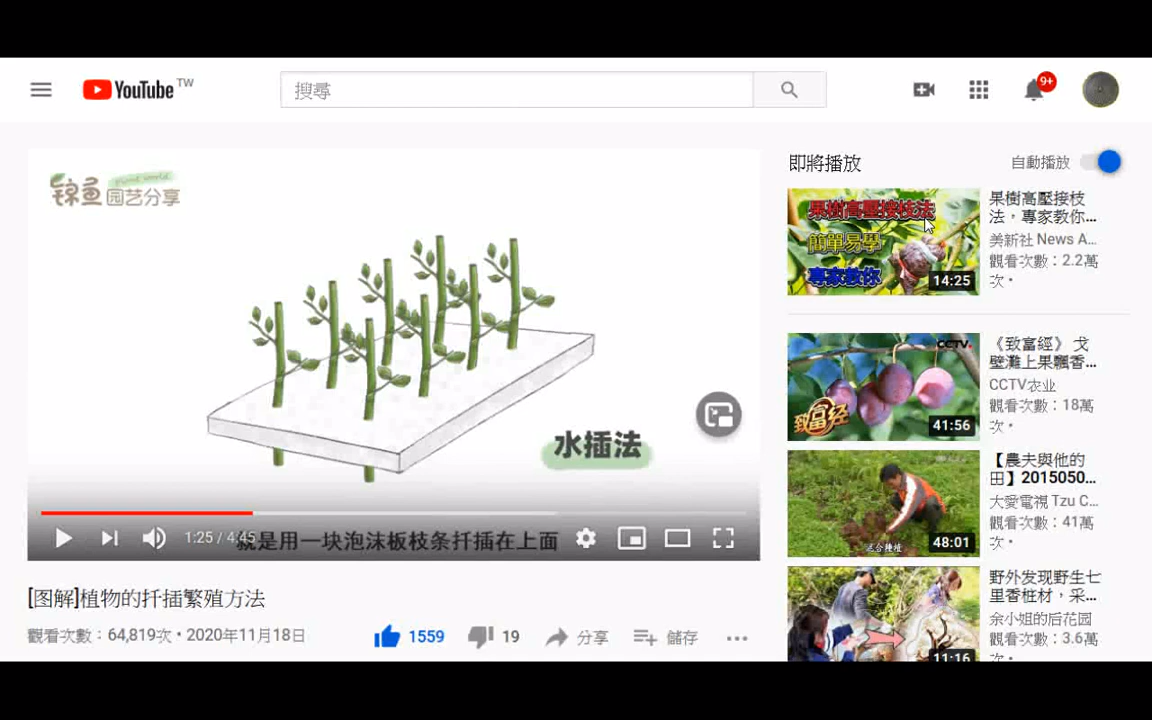 YouTube TW
搜尋
9+
锦鱼园艺分享
水插法
就是用一块泡沫板枝条扦插在上面
1:25 / 4:45
[图解]植物的扦插繁殖方法
觀看次數：64,819次 • 2020年11月18日
1559
19
分享
儲存
即將播放
自動播放
果樹高壓接枝法
簡單易學
專家教你
14:25
果樹高壓接枝
法，專家教你...
美新社 News A...
觀看次數：2.2萬
次 •
CCTV
致富经
41:56
《致富經》 戈
壁灘上果飄香...
CCTV农业
觀看次數：18萬
次 •
混合種植
48:01
【農夫與他的
田】2015050...
大愛電視 Tzu C...
觀看次數：41萬
次 •
11:16
野外发现野生七
里香桩材，采...
余小姐的后花园
觀看次數：3.6萬
次 •